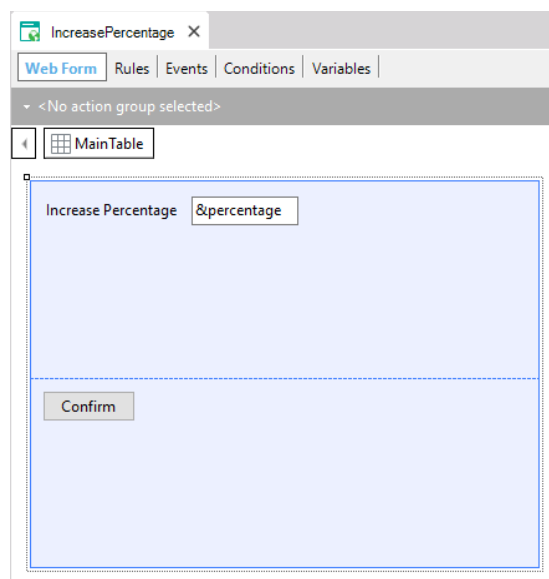 IncreasePercentage
Web Form Rules Events Conditions Variables
<No action group selected>
MainTable
Increase Percentage &percentage
Confirm